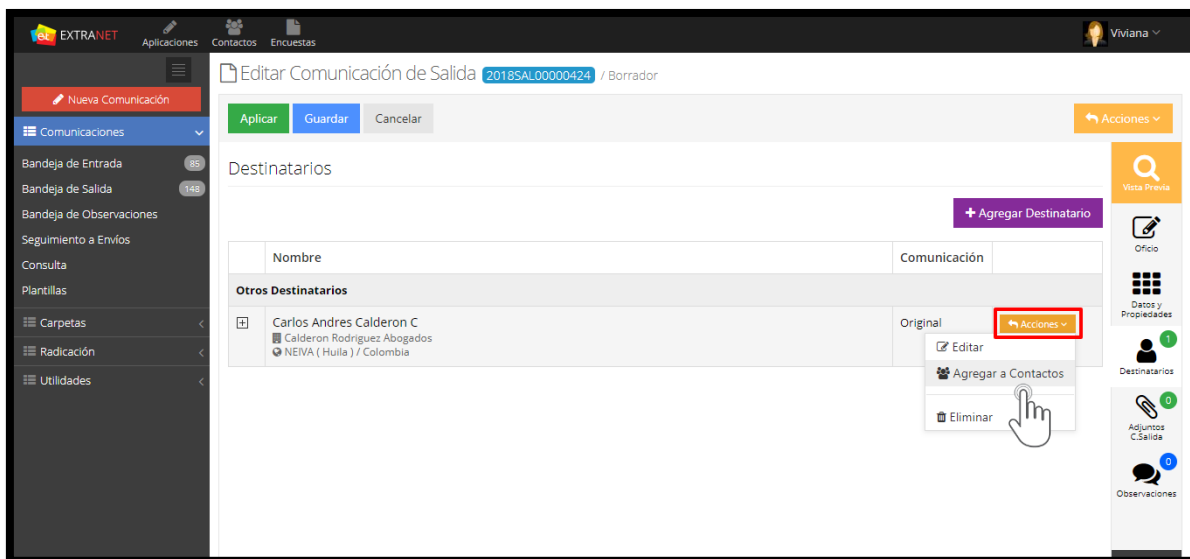 eet EXTRANET
Aplicaciones
Contactos
Encuestas
Viviana
Nueva Comunicación
Comunicaciones
Bandeja de Entrada 85
Bandeja de Salida 148
Bandeja de Observaciones
Seguimiento a Envíos
Consulta
Plantillas
Carpetas
Radicación
Utilidades
Editar Comunicación de Salida 2018SAL00000424 / Borrador
Aplicar Guardar Cancelar
Acciones
Destinatarios
+ Agregar Destinatario
Nombre Comunicación
Otros Destinatarios
Carlos Andres Calderon C Original Acciones
Calderon Rodriguez Abogados
NEIVA ( Huila ) / Colombia
Editar
Agregar a Contactos
Eliminar
Vista Previa
Oficio
Datos y
Propiedades
1
Destinatarios
0
Adjuntos
C.Salida
0
Observaciones